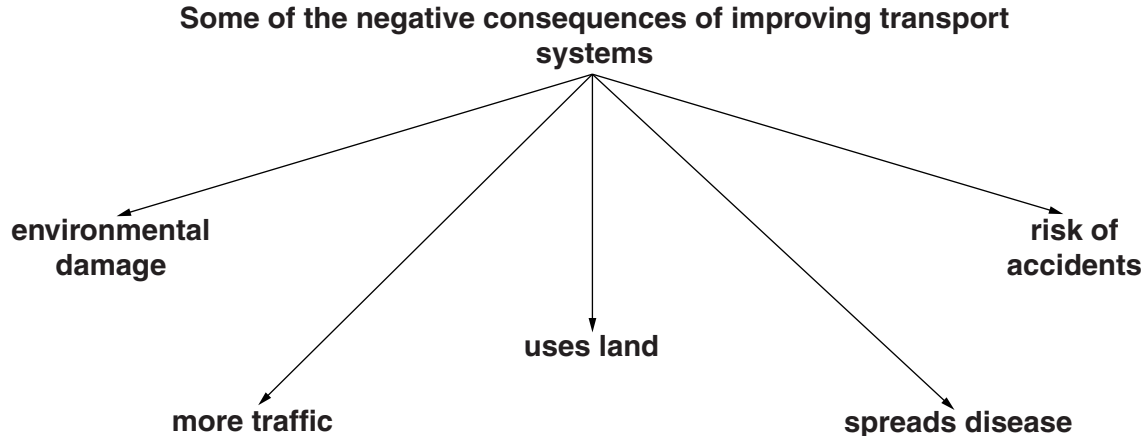 Some of the negative consequences of improving transport
systems
environmental
damage
risk of
accidents
uses land
more traffic
spreads disease